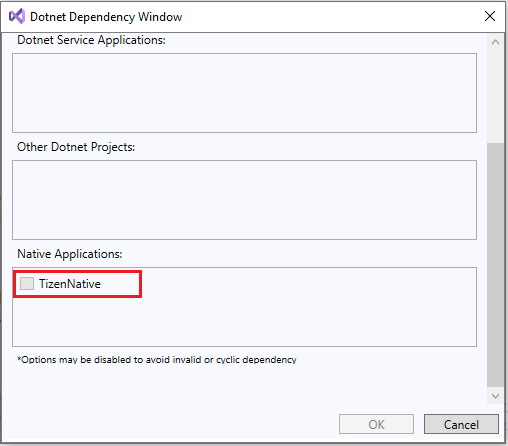 Dotnet Dependency Window
Dotnet Service Applications:
Other Dotnet Projects:
Native Applications:
TizenNative
*Options may be disabled to avoid invalid or cyclic dependency
OK
Cancel